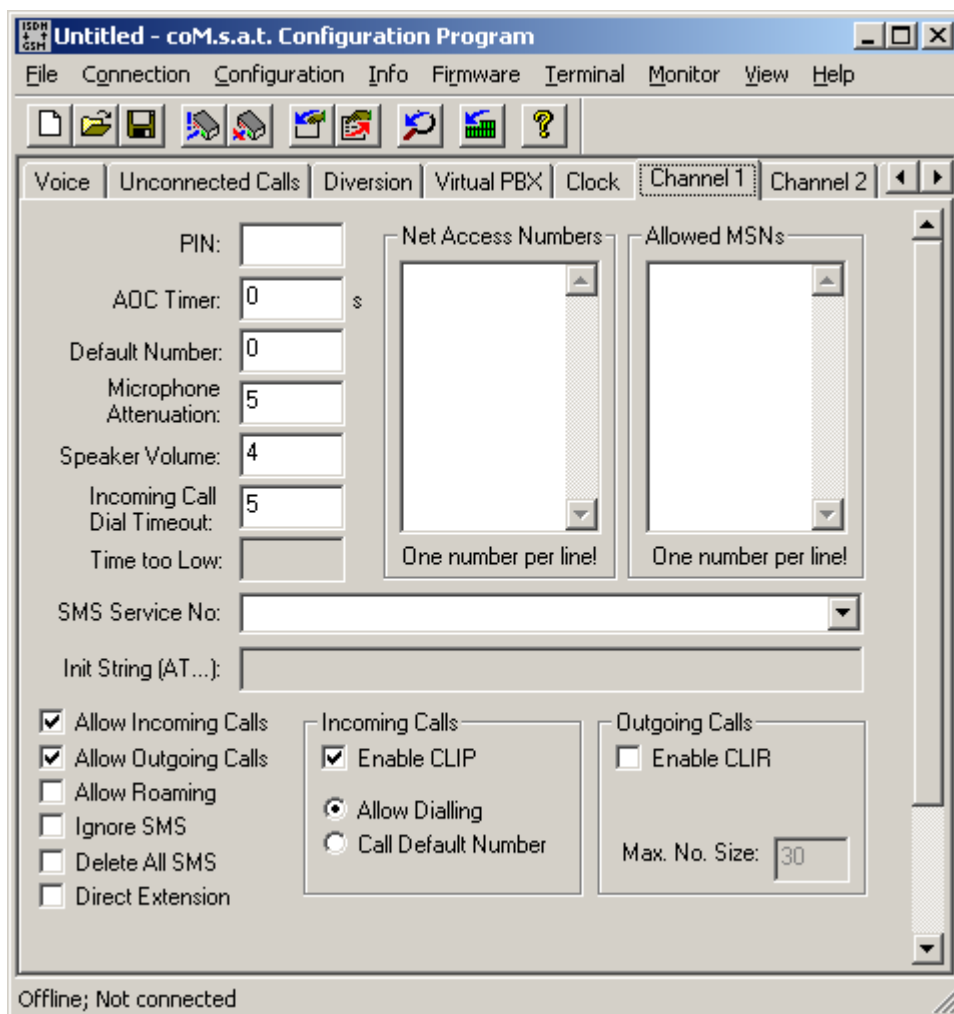 ISDN
GSM
Untitled - coM.s.a.t. Configuration Program
File Connection Configuration Info Firmware Terminal Monitor View Help
Voice Unconnected Calls Diversion Virtual PBX Clock Channel 1 Channel 2
PIN:
AOC Timer: 0 s
Default Number: 0
Microphone
Attenuation: 5
Speaker Volume: 4
Incoming Call
Dial Timeout: 5
Time too Low:
Net Access Numbers
One number per line!
Allowed MSNs
One number per line!
SMS Service No:
Init String (AT...):
Allow Incoming Calls
Allow Outgoing Calls
Allow Roaming
Ignore SMS
Delete All SMS
Direct Extension
Incoming Calls
Enable CLIP
Allow Dialling
Call Default Number
Outgoing Calls
Enable CLIR
Max. No. Size: 30
Offline; Not connected